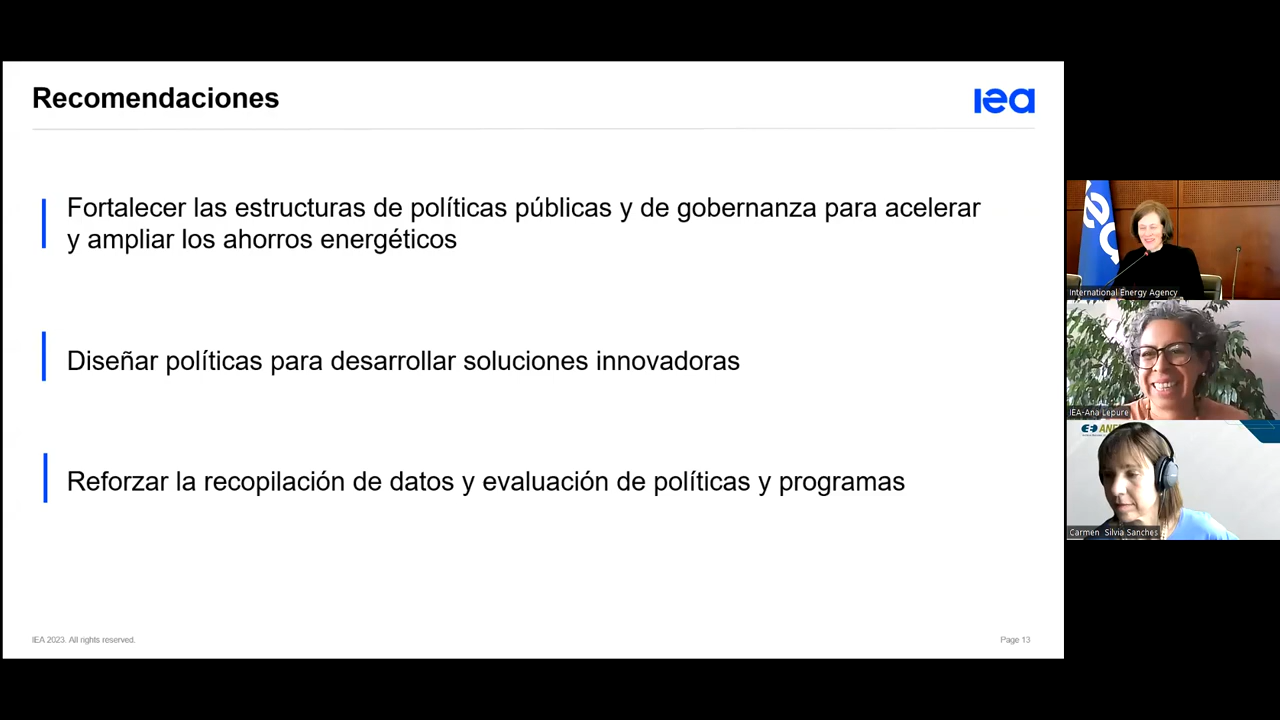 Recomendaciones
iea
Fortalecer las estructuras de políticas públicas y de gobernanza para acelerar
y ampliar los ahorros energéticos
Diseñar políticas para desarrollar soluciones innovadoras
Reforzar la recopilación de datos y evaluación de políticas y programas
IEA 2023. All rights reserved.
Page 13
International Energy Agency
IEA-Ana Lepure
Carmen Silvia Sanches